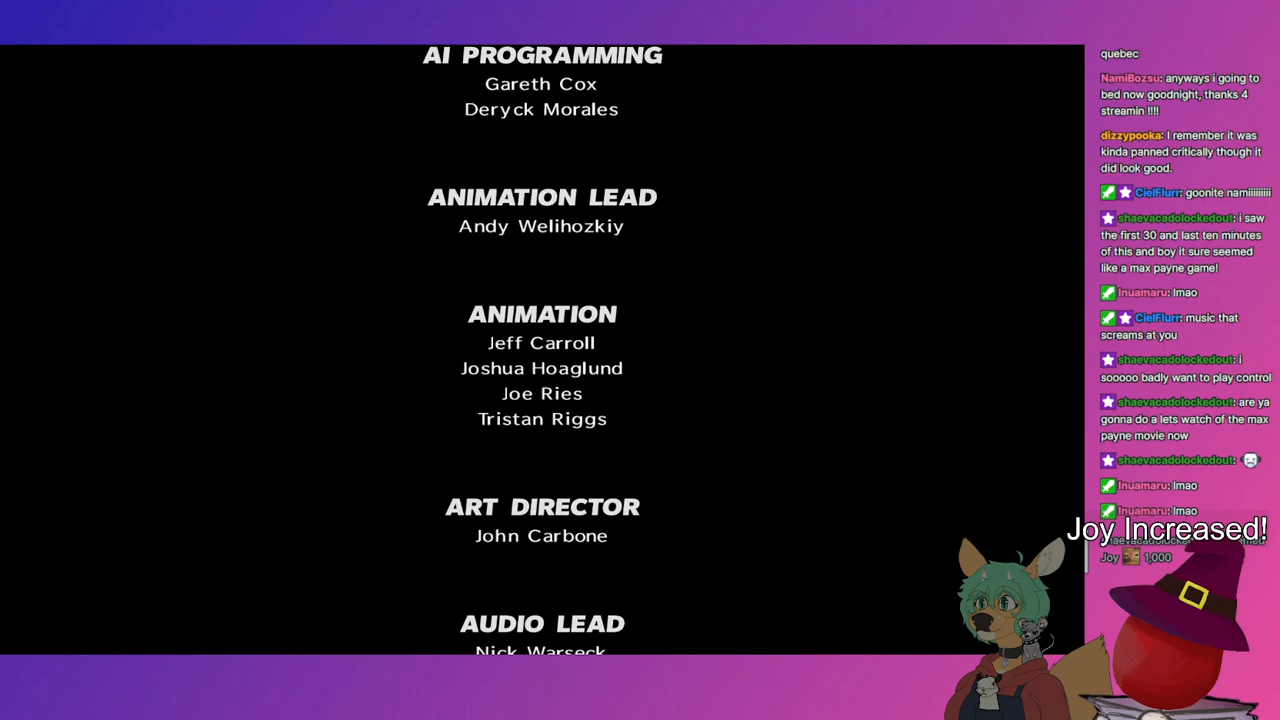 AI PROGRAMMING
Gareth Cox
Deryck Morales
ANIMATION LEAD
Andy Welihozkiy
ANIMATION
Jeff Carroll
Joshua Hoaglund
Joe Ries
Tristan Riggs
ART DIRECTOR
John Carbone
AUDIO LEAD
Nick Warseck
quebec
NamiBozsu: anyways i going to
bed now goodnight, thanks 4
streamin !!!!
dizzypooka: I remember it was
kinda panned critically though it
did look good.
CielFlurr: goonite namiiiiiiiiii
shaevacadolockedout: i saw
the first 30 and last ten minutes
of this and boy it sure seemed
like a max payne game!
Inuamaru: lmao
CielFlurr: music that
screams at you
shaevacadolockedout: i
sooooo badly want to play control
shaevacadolockedout: are ya
gonna do a lets watch of the max
payne movie now
shaevacadolockedout:
Inuamaru: lmao
Inuamaru: lmao
Joy Increased!
Joy 1,000